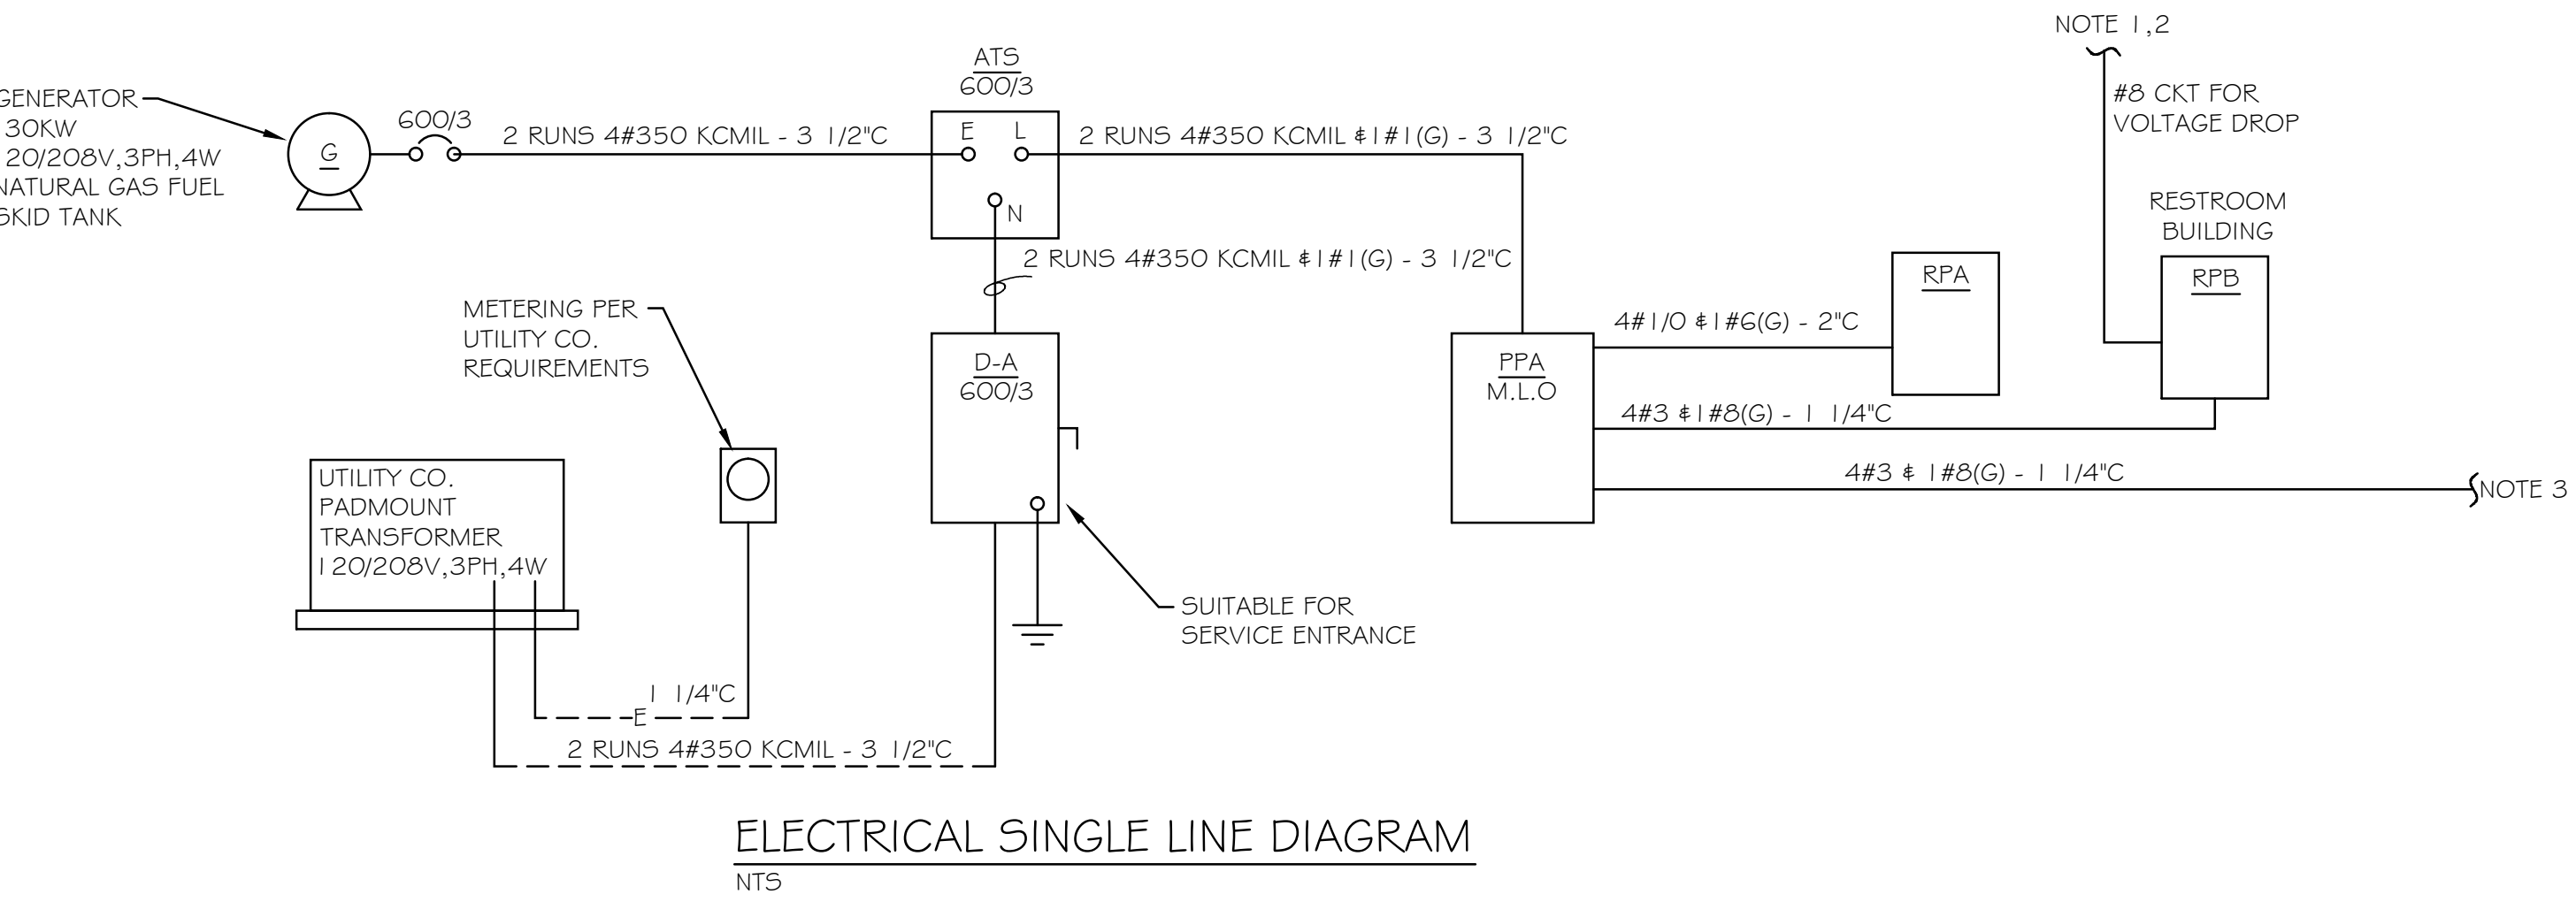 GENERATOR
30KW
20/208V,3PH,4W
NATURAL GAS FUEL
SKID TANK
G
600/3
2 RUNS 4#350 KCMIL - 3 1/2"C
ATS
600/3
E L
N
2 RUNS 4#350 KCMIL &1#1(G) - 3 1/2"C
2 RUNS 4#350 KCMIL &1#1(G) - 3 1/2"C
NOTE 1,2
#8 CKT FOR
VOLTAGE DROP
RESTROOM
BUILDING
RPB
RPA
4#1/0 &1#6(G) - 2"C
PPA
M.L.O
4#3 &1#8(G) - 1 1/4"C
4#3 & 1#8(G) - 1 1/4"C
NOTE 3
METERING PER
UTILITY CO.
REQUIREMENTS
D-A
600/3
UTILITY CO.
PADMOUNT
TRANSFORMER
120/208V,3PH,4W
SUITABLE FOR
SERVICE ENTRANCE
1 1/4"C
E
2 RUNS 4#350 KCMIL - 3 1/2"C
ELECTRICAL SINGLE LINE DIAGRAM
NTS